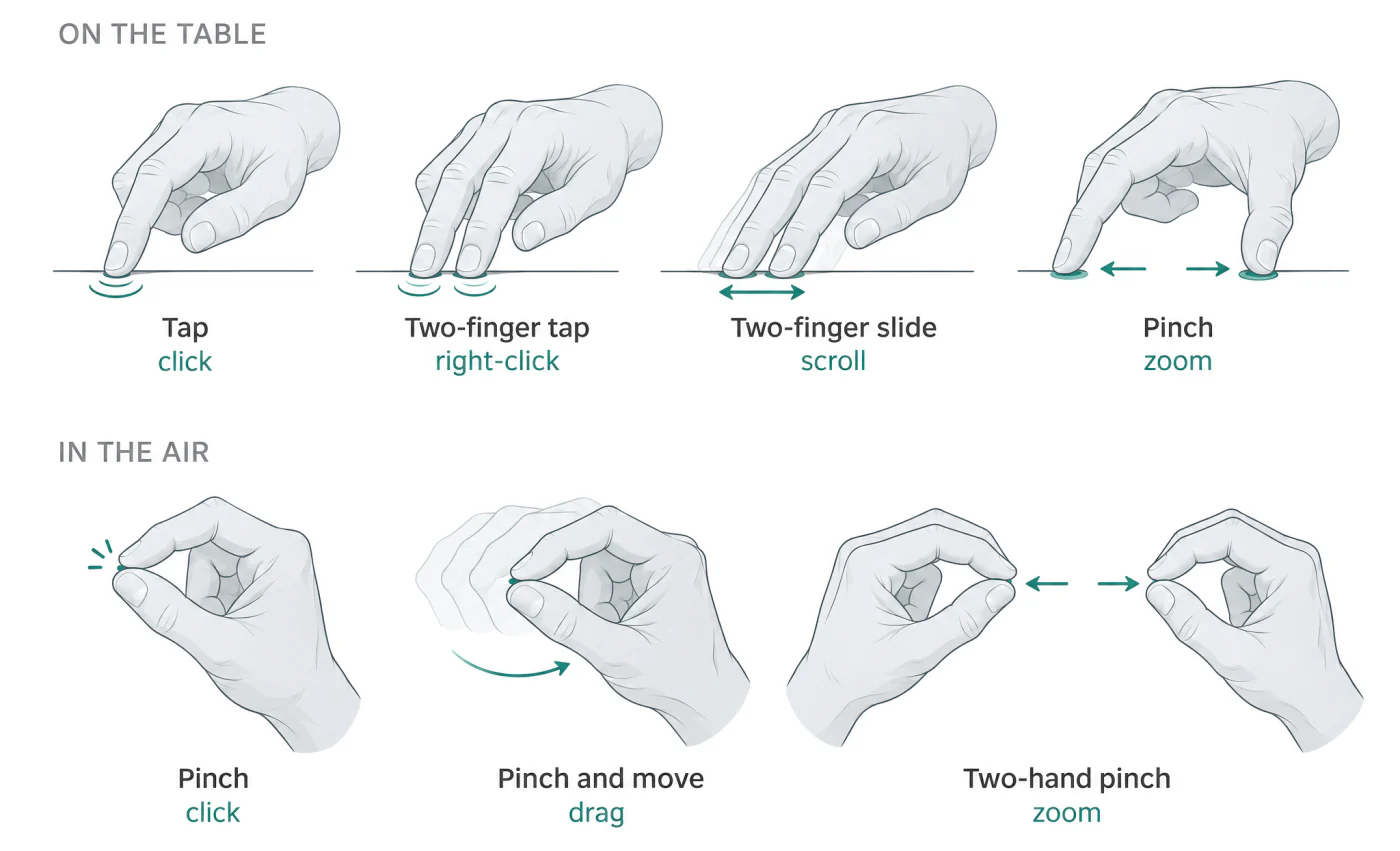 ON THE TABLE
Tap
click
Two-finger tap
right-click
Two-finger slide
scroll
Pinch
zoom
IN THE AIR
Pinch
click
Pinch and move
drag
Two-hand pinch
zoom